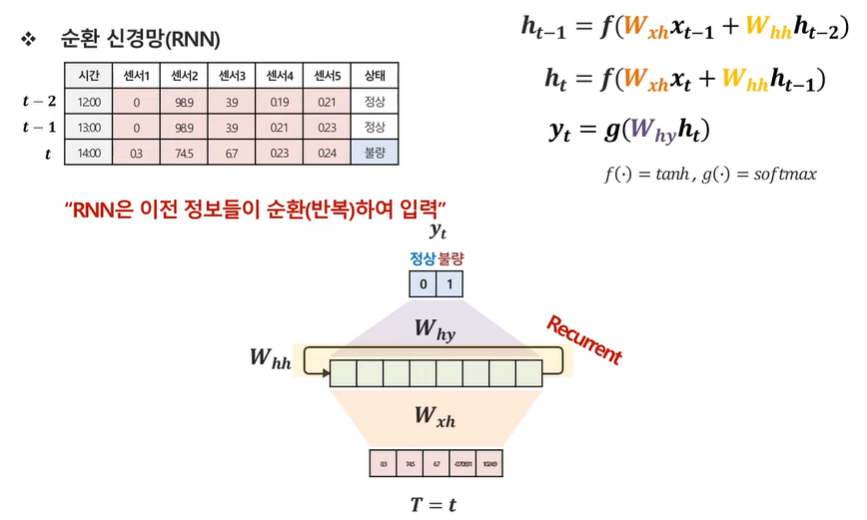 ❖ 순환 신경망(RNN)
시간 센서1 센서2 센서3 센서4 센서5 상태
t − 2 12:00 0 98.9 3.9 0.19 0.21 정상
t − 1 13:00 0 98.9 3.9 0.21 0.23 정상
t 14:00 0.3 74.5 6.7 0.23 0.24 불량
h_{t−1} = f(W_{xh}x_{t−1} + W_{hh}h_{t−2})
h_t = f(W_{xh}x_t + W_{hh}h_{t−1})
y_t = g(W_{hy}h_t)
f(·) = tanh , g(·) = softmax
“RNN은 이전 정보들이 순환(반복)하여 입력”
y_t
정상 불량
0 1
W_{hy}
Recurrent
W_{hh}
W_{xh}
0.3 74.5 6.7
T = t